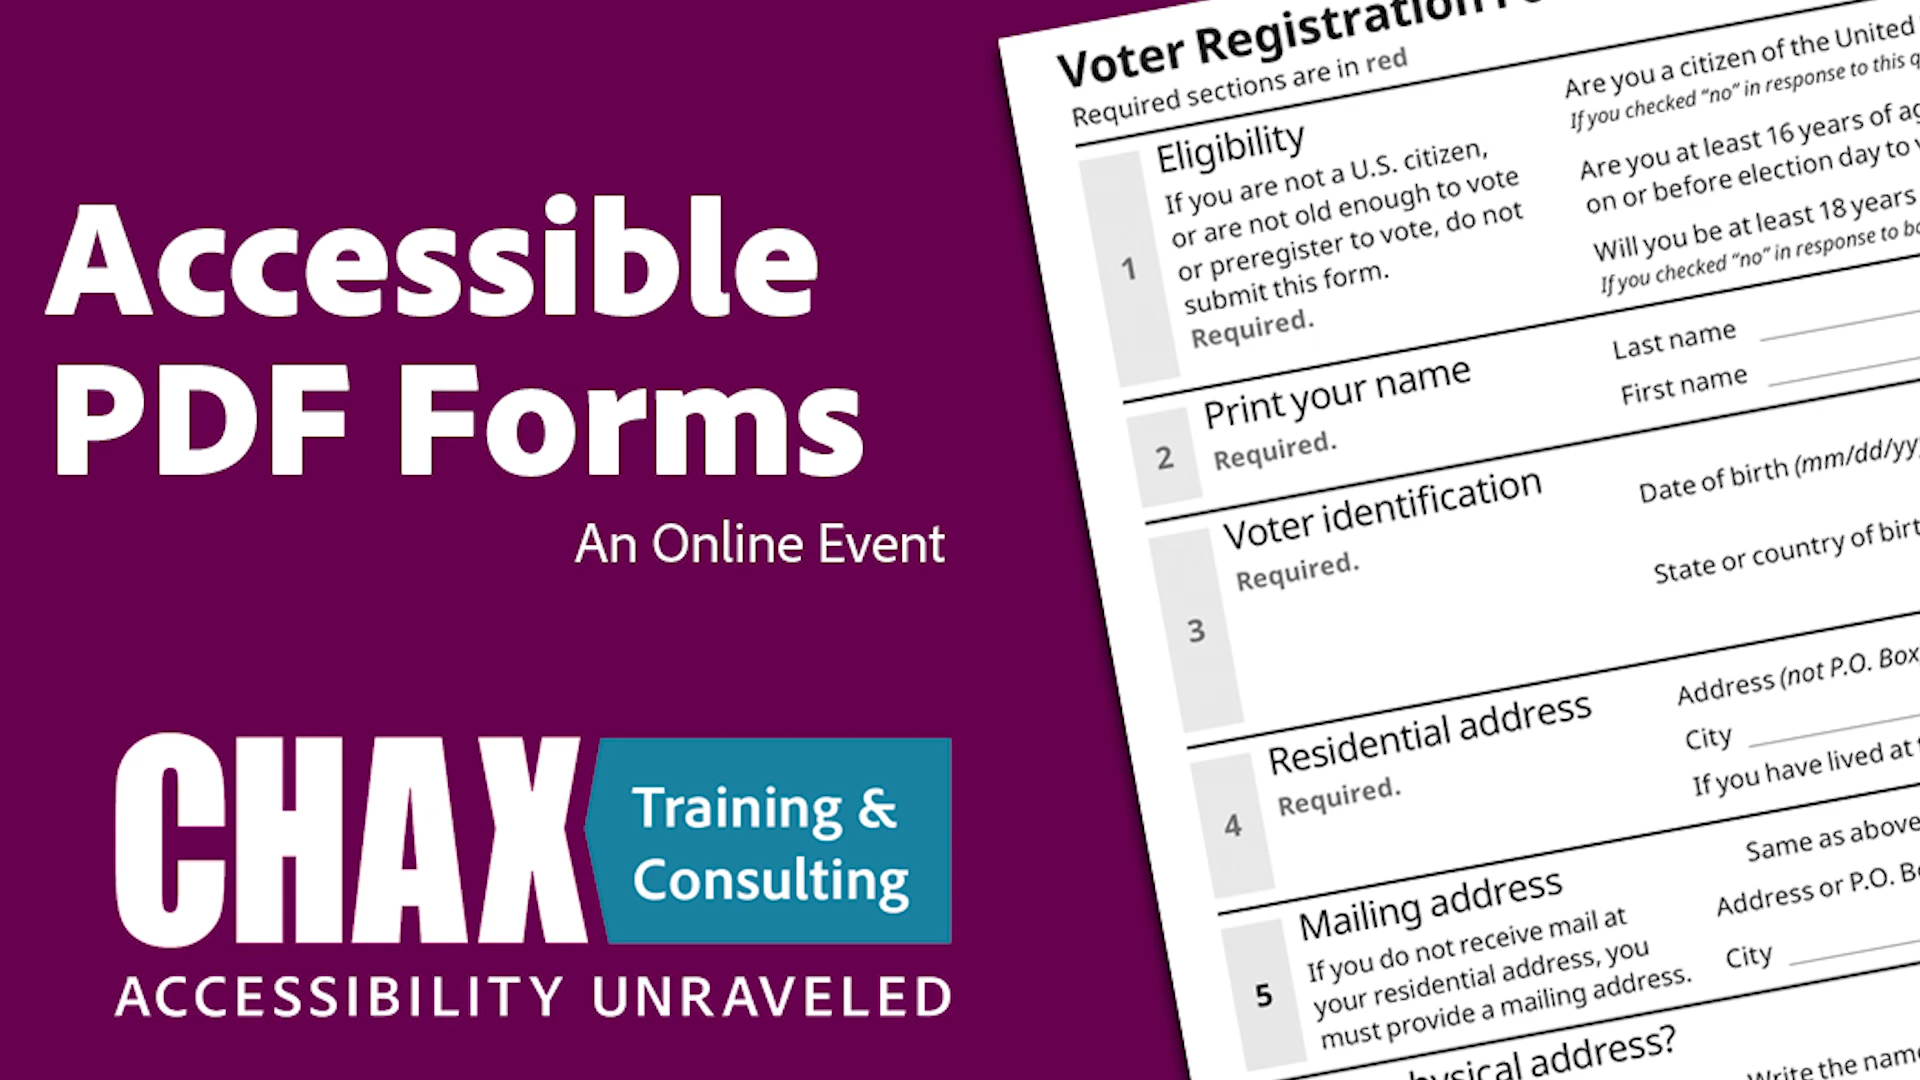 Accessible
PDF Forms
An Online Event
CHAX
Training &
Consulting
ACCESSIBILITY UNRAVELED
Voter Registration
Required sections are in red
1
Eligibility
If you are not a U.S. citizen,
or are not old enough to vote
or preregister to vote, do not
submit this form.
Required.
Are you a citizen of the United
If you checked “no” in response to this
Are you at least 16 years of
on or before election day to
Will you be at least 18 years
If you checked “no” in response to
2
Print your name
Required.
Last name
First name
3
Voter identification
Required.
Date of birth (mm/dd/yy
State or country of
4
Residential address
Required.
Address (not P.O. Box
City
If you have lived at
5
Mailing address
If you do not receive mail at
your residential address, you
must provide a mailing address.
Same as above
Address or P.O.
City
address?
Write the name